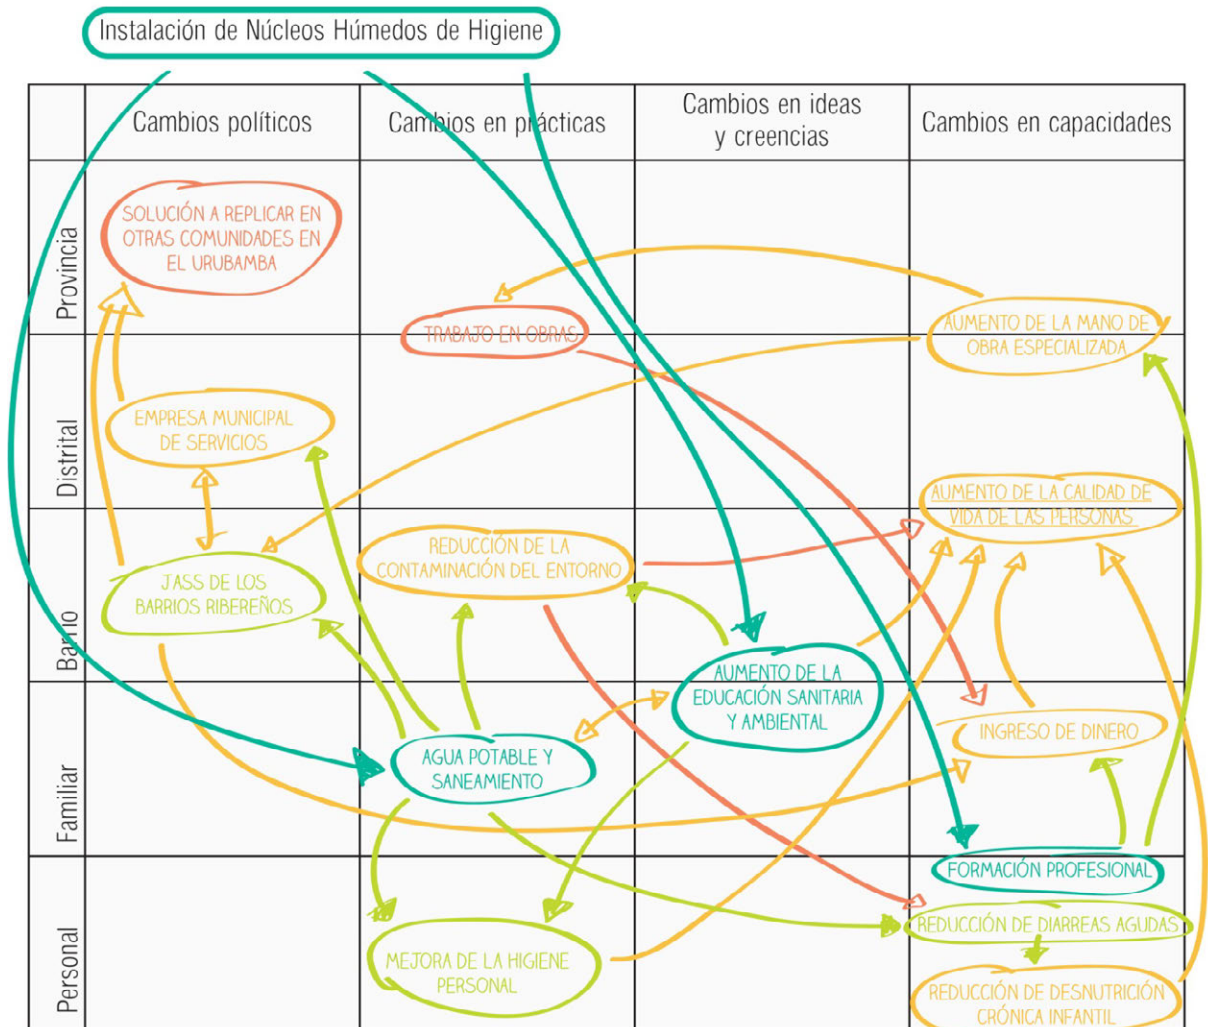 Instalación de Núcleos Húmedos de Higiene
Cambios políticos
Cambios en prácticas
Cambios en ideas
y creencias
Cambios en capacidades
Provincia
SOLUCIÓN A REPLICAR EN
OTRAS COMUNIDADES EN
EL URUBAMBA
TRABAJO EN OBRAS
AUMENTO DE LA MANO DE
OBRA ESPECIALIZADA
Distrital
EMPRESA MUNICIPAL
DE SERVICIOS
AUMENTO DE LA CALIDAD DE
VIDA DE LAS PERSONAS
Barrio
JASS DE LOS
BARRIOS RIBEREÑOS
REDUCCIÓN DE LA
CONTAMINACIÓN DEL ENTORNO
AUMENTO DE LA
EDUCACIÓN SANITARIA
Y AMBIENTAL
Familiar
AGUA POTABLE Y
SANEAMIENTO
INGRESO DE DINERO
FORMACIÓN PROFESIONAL
Personal
MEJORA DE LA HIGIENE
PERSONAL
REDUCCIÓN DE DIARREAS AGUDAS
REDUCCIÓN DE DESNUTRICIÓN
CRÓNICA INFANTIL